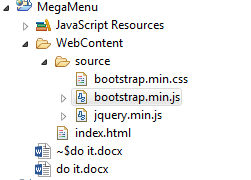 MegaMenu
JavaScript Resources
WebContent
source
bootstrap.min.css
bootstrap.min.js
jquery.min.js
index.html
~$do it.docx
do it.docx